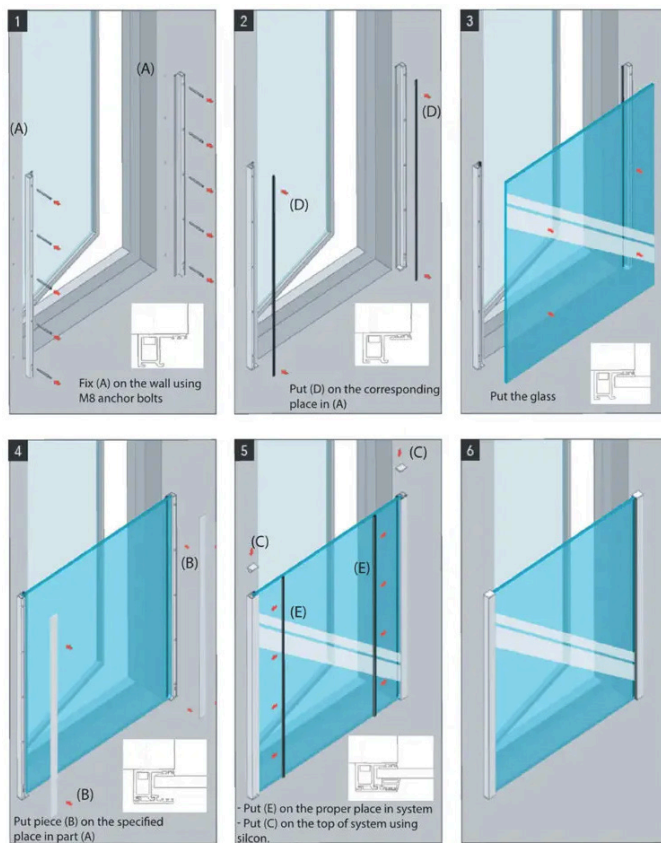 1
(A)
(A)
Fix (A) on the wall using
M8 anchor bolts
2
(D)
(D)
Put (D) on the corresponding
place in (A)
3
Put the glass
4
(B)
(B)
Put piece (B) on the specified
place in part (A)
5
(C)
(C)
(E)
(E)
- Put (E) on the proper place in system
- Put (C) on the top of system using
silcon.
6